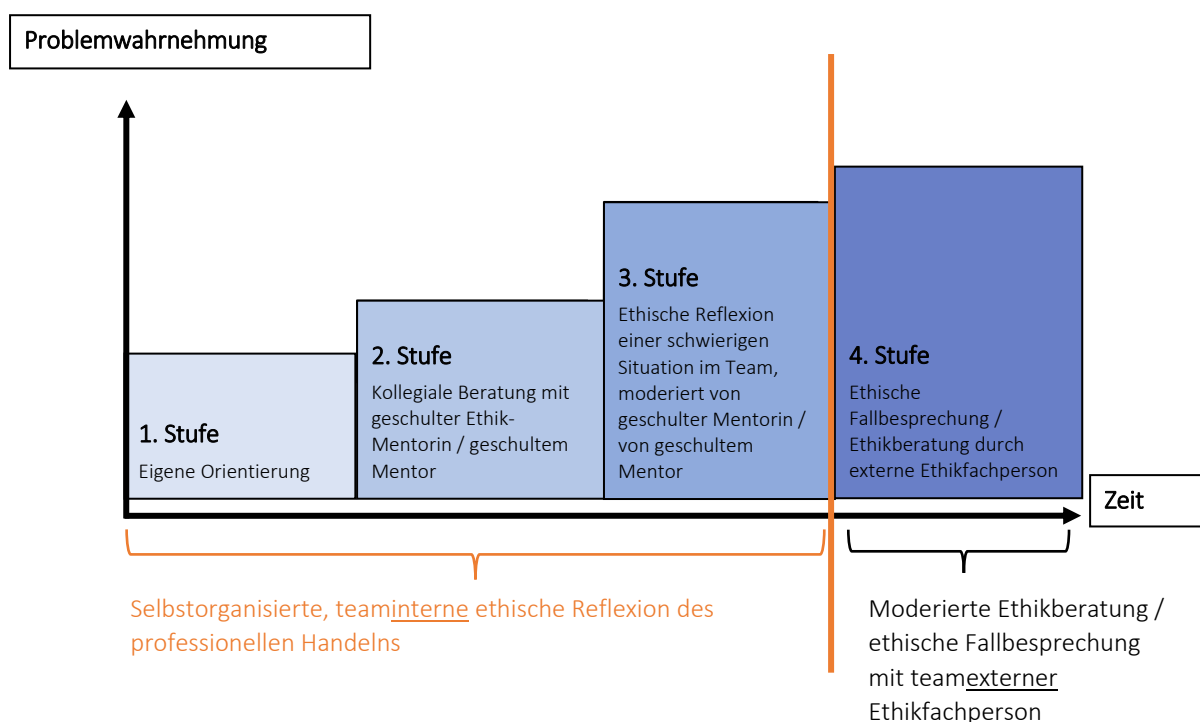 Problemwahrnehmung
1. Stufe
Eigene Orientierung
2. Stufe
Kollegiale Beratung mit
geschulter Ethik-
Mentorin / geschultem
Mentor
3. Stufe
Ethische Reflexion
einer schwierigen
Situation im Team,
moderiert von
geschulter Mentorin /
von geschultem
Mentor
4. Stufe
Ethische
Fallbesprechung /
Ethikberatung durch
externe Ethikfachperson
Zeit
Selbstorganisierte, teaminterne ethische Reflexion des
professionellen Handelns
Moderierte Ethikberatung /
ethische Fallbesprechung
mit teamexterner
Ethikfachperson